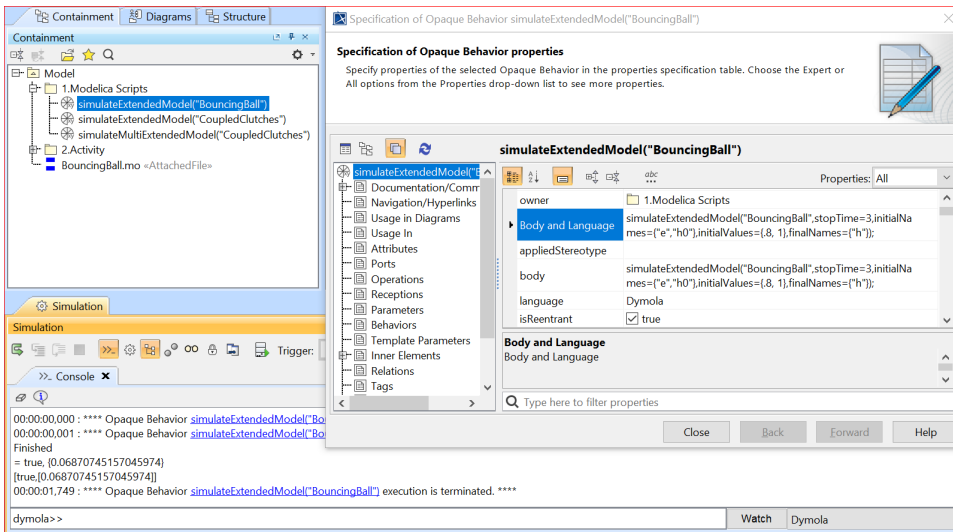 Containment
Diagrams
Structure
Containment
Model
1.Modelica Scripts
simulateExtendedModel("BouncingBall")
simulateExtendedModel("CoupledClutches")
simulateMultiExtendedModel("CoupledClutches")
2.Activity
BouncingBall.mo «AttachedFile»
Simulation
Simulation
Trigger:
>>_ Console
00:00:00,000 : **** Opaque Behavior simulateExtendedModel("Bo
00:00:00,001 : **** Opaque Behavior simulateExtendedModel("Bo
Finished
= true, {0.06870745157045974}
[true,[0.06870745157045974]]
00:00:01,749 : **** Opaque Behavior simulateExtendedModel("BouncingBall") execution is terminated. ****
dymola>>
Watch
Dymola
Specification of Opaque Behavior simulateExtendedModel("BouncingBall")
Specification of Opaque Behavior properties
Specify properties of the selected Opaque Behavior in the properties specification table. Choose the Expert or
All options from the Properties drop-down list to see more properties.
simulateExtendedModel("BouncingBall")
simulateExtendedModel("B
Documentation/Comm
Navigation/Hyperlinks
Usage in Diagrams
Usage In
Attributes
Ports
Operations
Receptions
Parameters
Behaviors
Template Parameters
Inner Elements
Relations
Tags
abc
Properties: All
owner
1.Modelica Scripts
Body and Language
simulateExtendedModel("BouncingBall",stopTime=3,initialNa
mes={"e","h0"},initialValues={.8, 1},finalNames={"h"});
appliedStereotype
body
simulateExtendedModel("BouncingBall",stopTime=3,initialNa
mes={"e","h0"},initialValues={.8, 1},finalNames={"h"});
language
Dymola
isReentrant
true
Body and Language
Body and Language
Type here to filter properties
Close
Back
Forward
Help